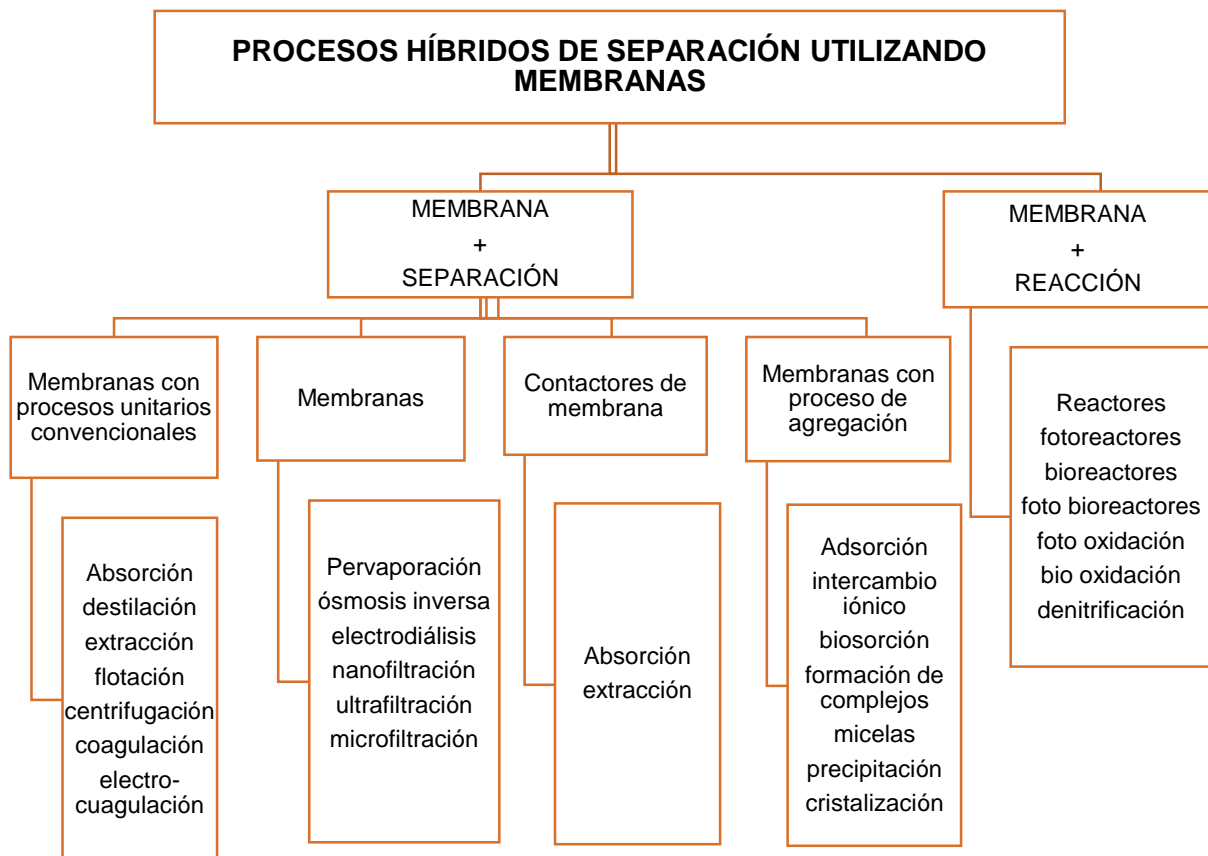 PROCESOS HÍBRIDOS DE SEPARACIÓN UTILIZANDO
MEMBRANAS
MEMBRANA
+
SEPARACIÓN
MEMBRANA
+
REACCIÓN
Membranas con
procesos unitarios
convencionales
Membranas
Contactores de
membrana
Membranas con
proceso de
agregación
Absorción
destilación
extracción
flotación
centrifugación
coagulación
electro-
cuagulación
Pervaporación
ósmosis inversa
electrodiálisis
nanofiltración
ultrafiltración
microfiltración
Absorción
extracción
Adsorción
intercambio
iónico
biosorción
formación de
complejos
micelas
precipitación
cristalización
Reactores
fotoreactores
bioreactores
foto bioreactores
foto oxidación
bio oxidación
denitrificación